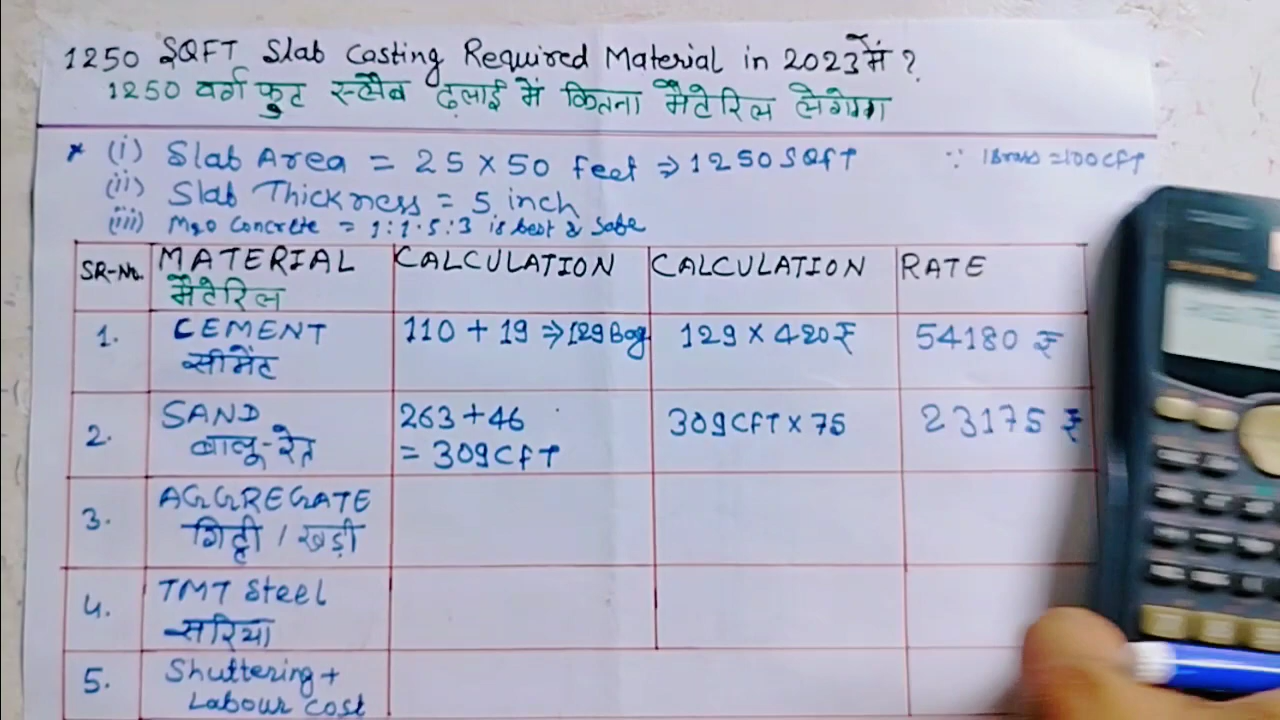 1250 SQFT Slab Casting Required Material in 2023 में ?
1250 वर्ग फुट स्लैब ढ़लाई में कितना मैटेरिल लगेगा
* (i) Slab Area = 25 × 50 feet ⇒ 1250 SQFT ∵ 1Brass = 100 CFT
(ii) Slab Thickness = 5 inch
(iii) M20 Concrete = 1:1.5:3 is best & safe
SR-No. MATERIAL CALCULATION CALCULATION RATE
मैटेरिल
1. CEMENT 110 + 19 ⇒ 129 Bag 129 × 420 ₹ 54180 ₹
सीमेंट
2. SAND 263 + 46 309 CFT × 75 23175 ₹
बालू-रेत = 309 CFT
3. AGGREGATE
गिट्टी / खड़ी
4. TMT Steel
सरिया
5. Shuttering +
Labour cost